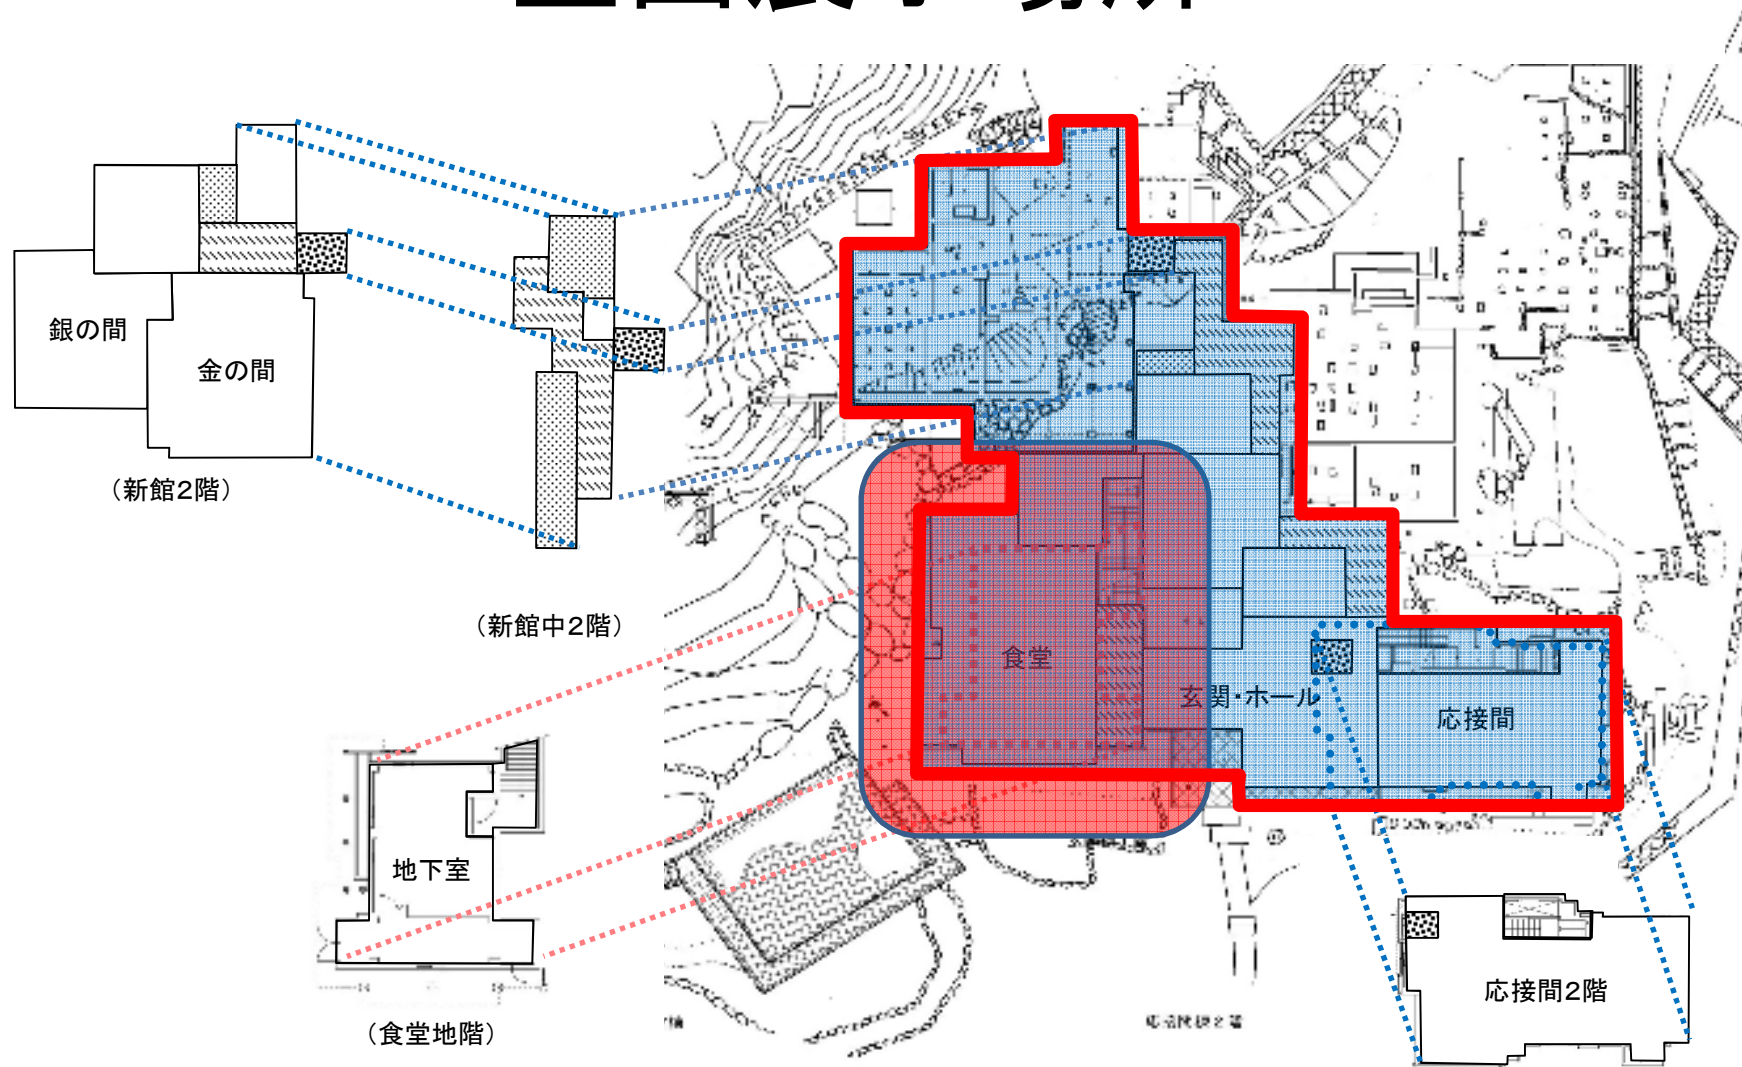 銀の間
金の間
（新館2階）
（新館中2階）
食堂
玄関・ホール
応接間
地下室
（食堂地階）
応接間2階